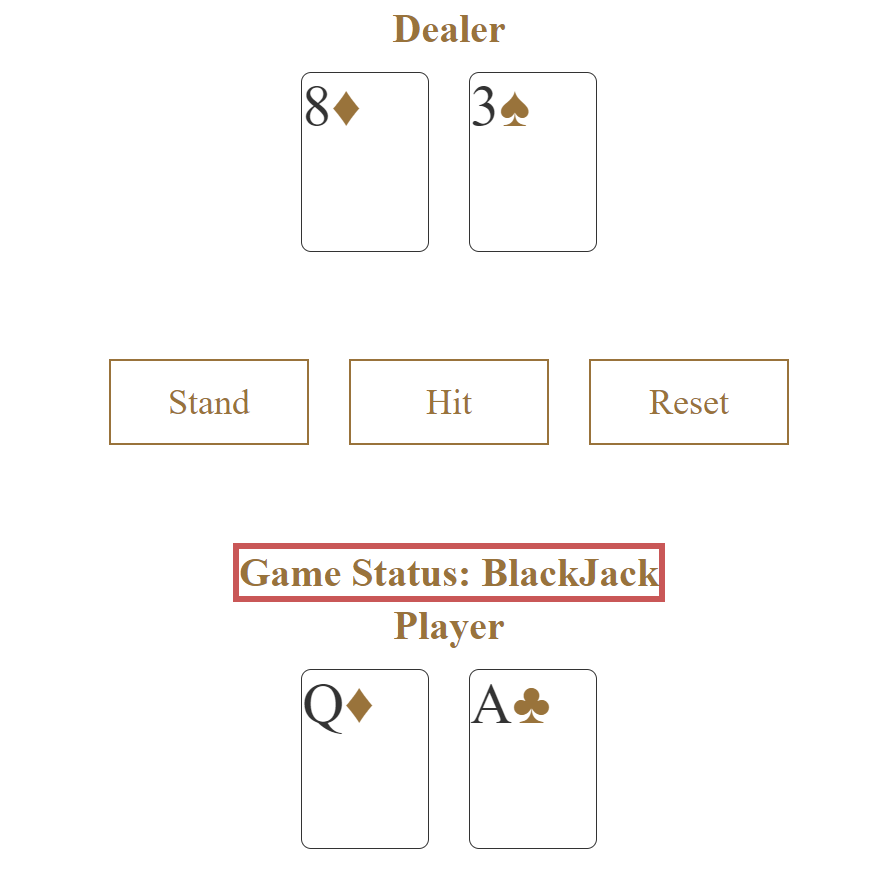 Dealer
8♦ 3♠
Stand Hit Reset
Game Status: BlackJack
Player
Q♦ A♣